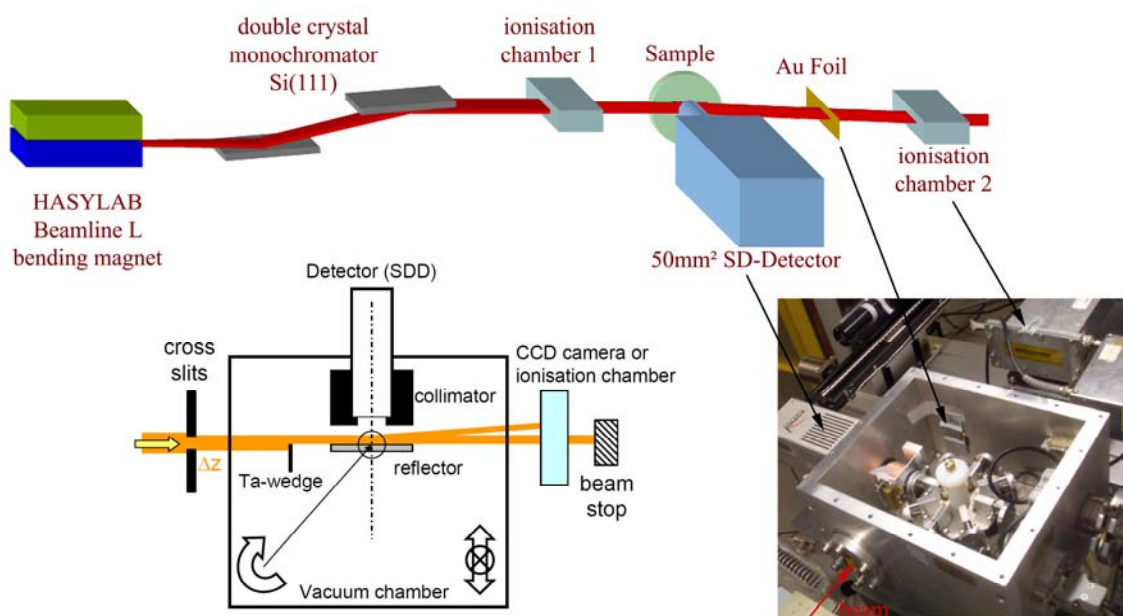 double crystal
monochromator
Si(111)
ionisation
chamber 1
Sample
Au Foil
ionisation
chamber 2
HASYLAB
Beamline L
bending magnet
50mm² SD-Detector
Detector (SDD)
cross
slits
CCD camera or
ionisation chamber
collimator
Δz
Ta-wedge
reflector
beam
stop
Vacuum chamber
beam